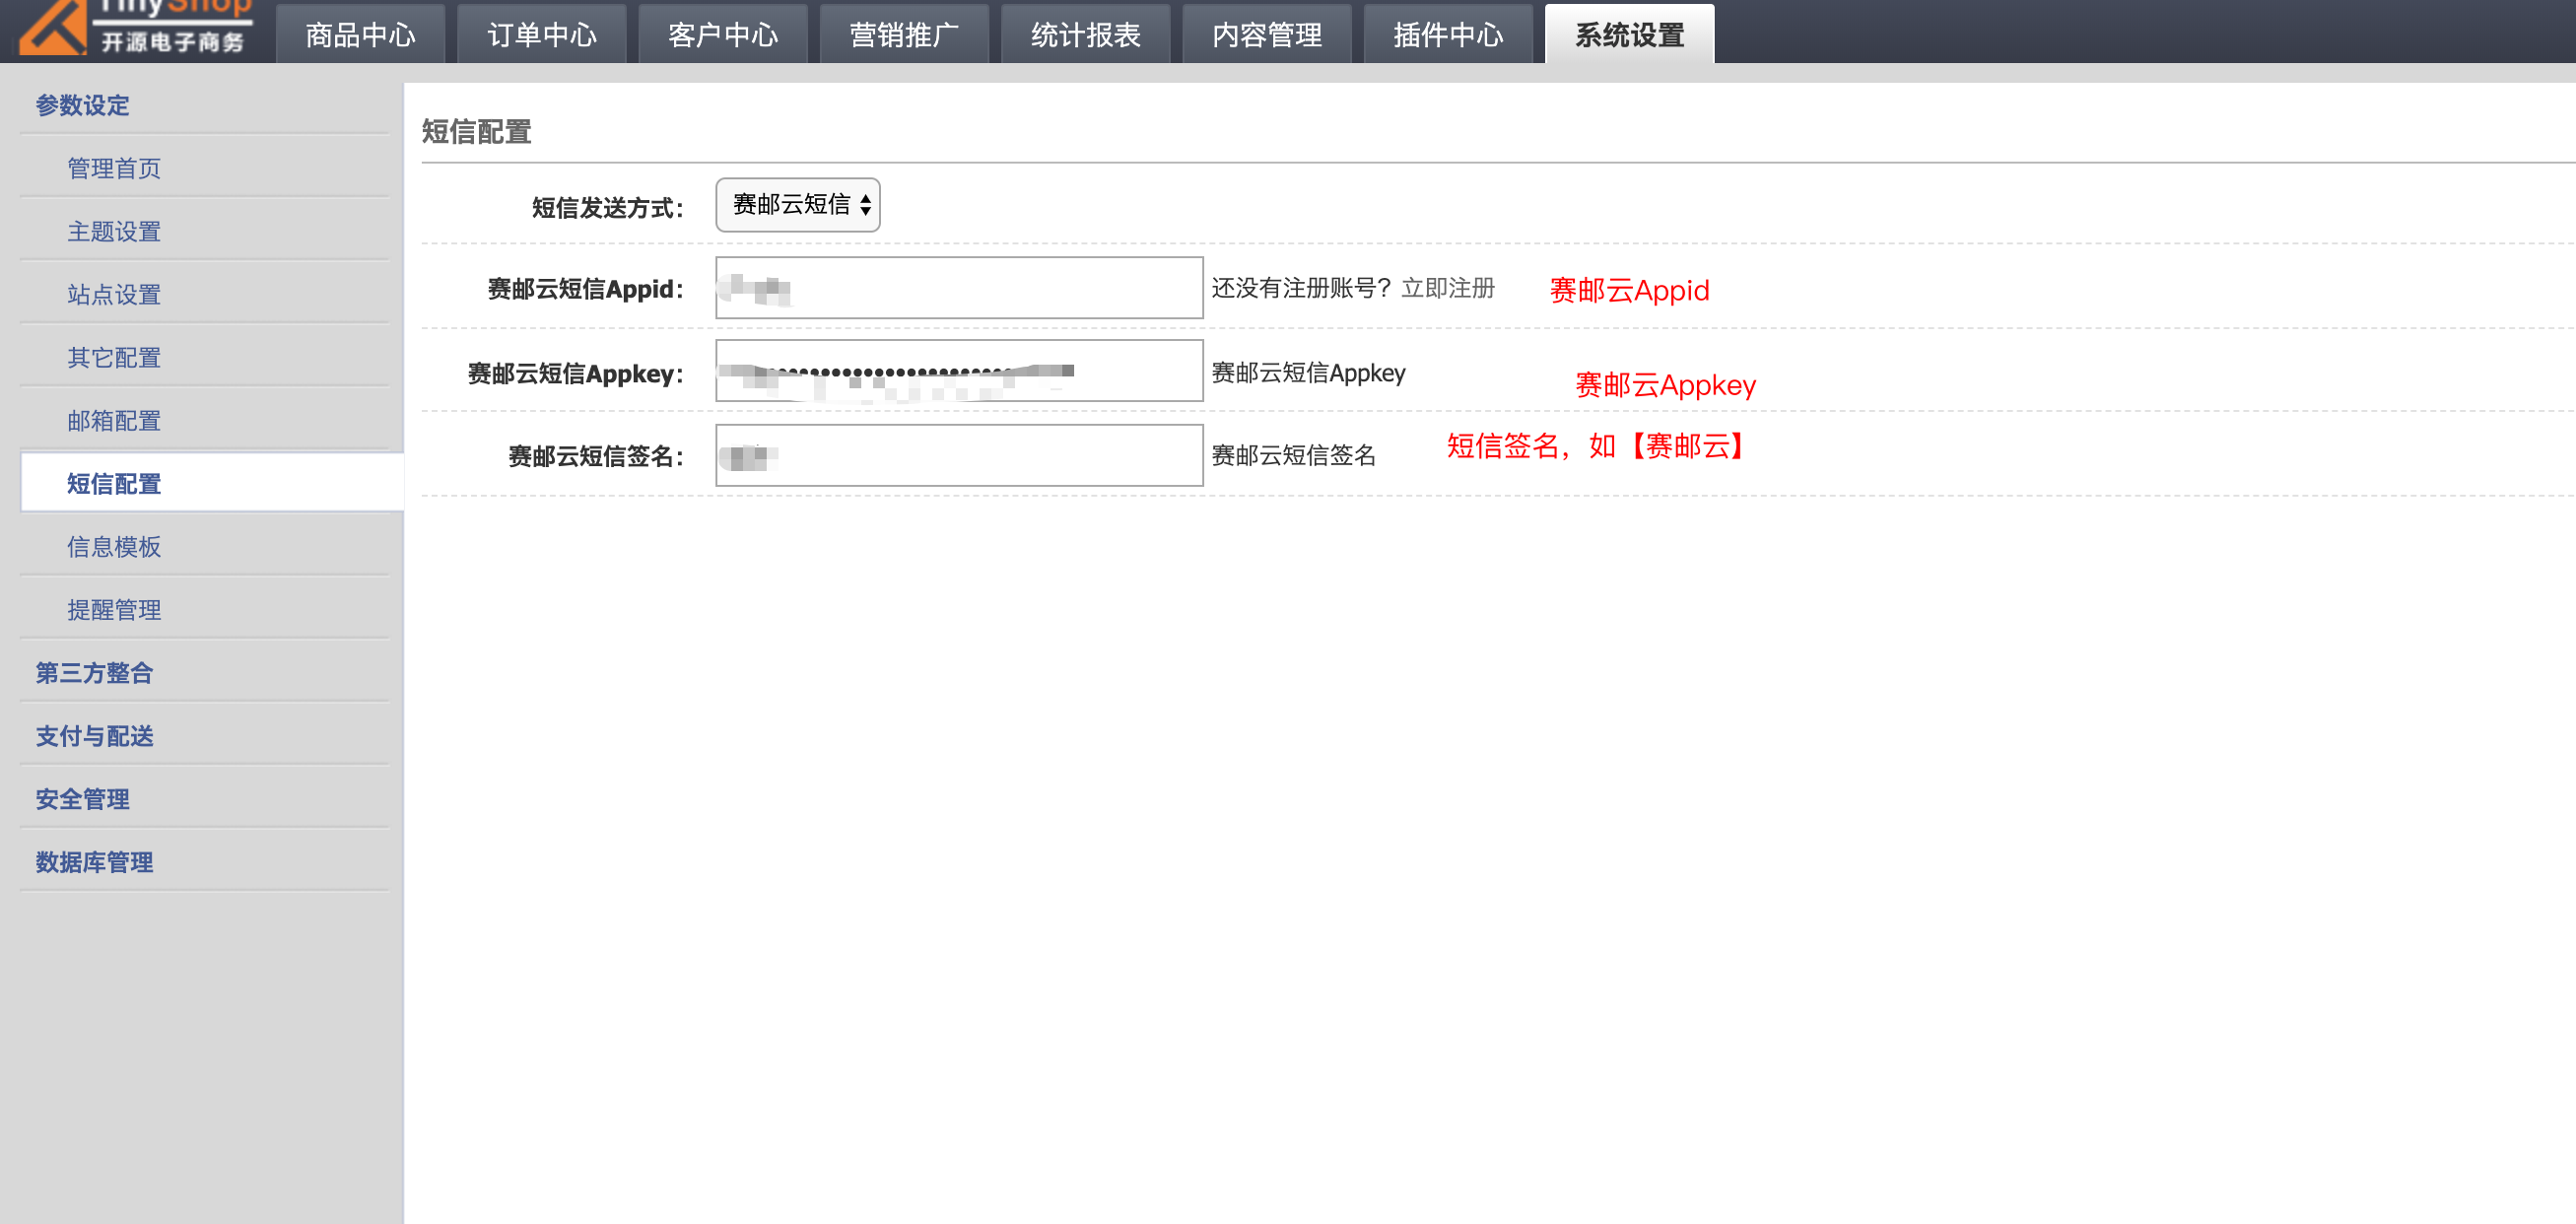 TinyShop
开源电子商务
商品中心
订单中心
客户中心
营销推广
统计报表
内容管理
插件中心
系统设置
参数设定
管理首页
主题设置
站点设置
其它配置
邮箱配置
短信配置
信息模板
提醒管理
第三方整合
支付与配送
安全管理
数据库管理
短信配置
短信发送方式： 赛邮云短信
赛邮云短信Appid： 还没有注册账号？立即注册 赛邮云Appid
赛邮云短信Appkey： 赛邮云短信Appkey 赛邮云Appkey
赛邮云短信签名： 赛邮云短信签名 短信签名，如【赛邮云】